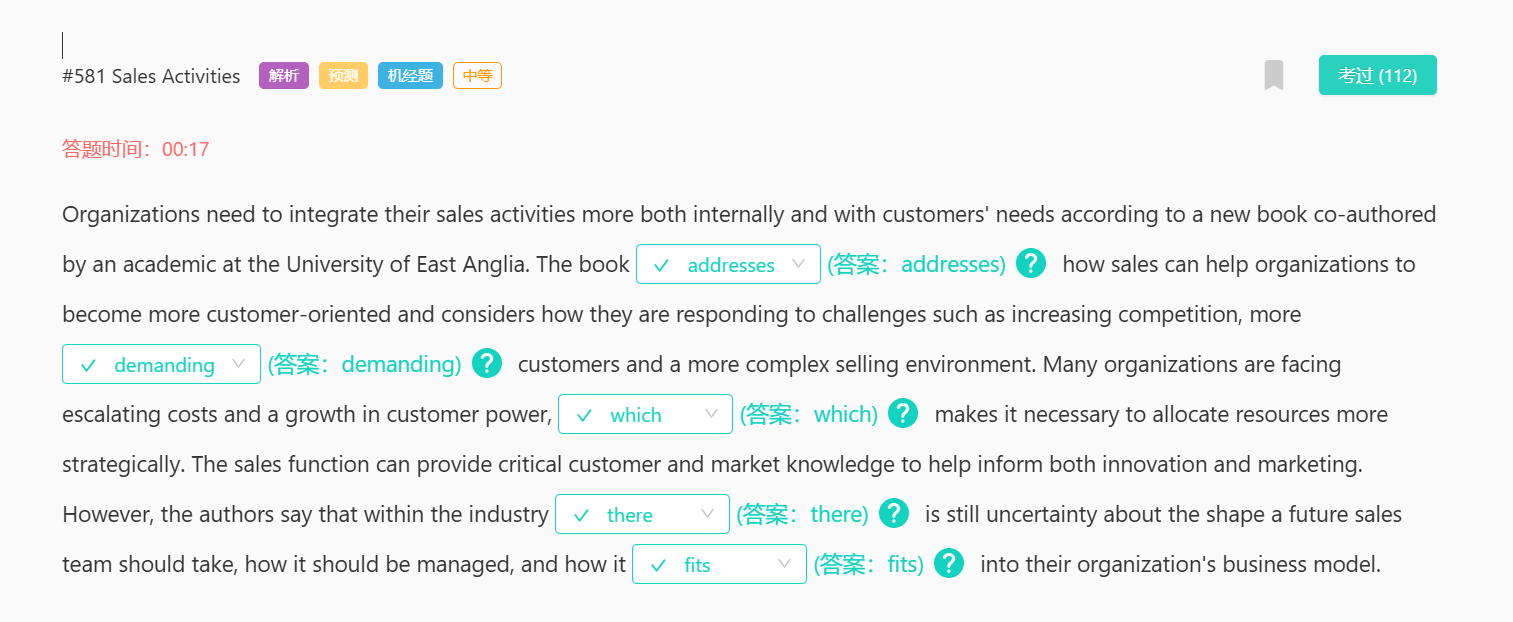 #581 Sales Activities 解析 预测 机经题 中等 考过 (112)
答题时间：00:17
Organizations need to integrate their sales activities more both internally and with customers' needs according to a new book co-authored
by an academic at the University of East Anglia. The book addresses (答案：addresses) ? how sales can help organizations to
become more customer-oriented and considers how they are responding to challenges such as increasing competition, more
demanding (答案：demanding) ? customers and a more complex selling environment. Many organizations are facing
escalating costs and a growth in customer power, which (答案：which) ? makes it necessary to allocate resources more
strategically. The sales function can provide critical customer and market knowledge to help inform both innovation and marketing.
However, the authors say that within the industry there (答案：there) ? is still uncertainty about the shape a future sales
team should take, how it should be managed, and how it fits (答案：fits) ? into their organization's business model.